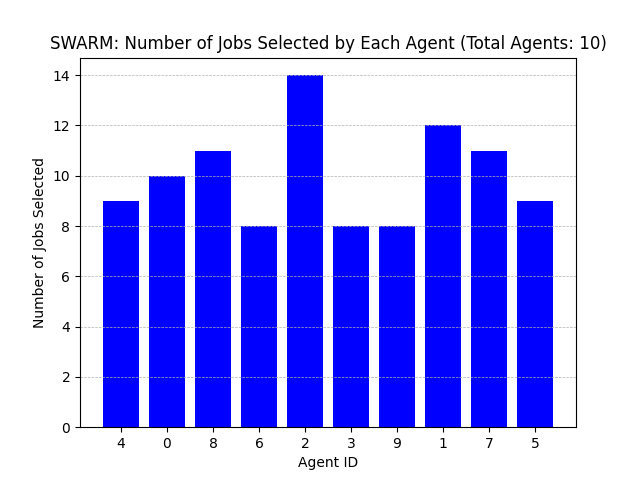 SWARM: Number of Jobs Selected by Each Agent (Total Agents: 10)
14
12
10
8
6
4
2
0
Number of Jobs Selected
4 0 8 6 2 3 9 1 7 5
Agent ID